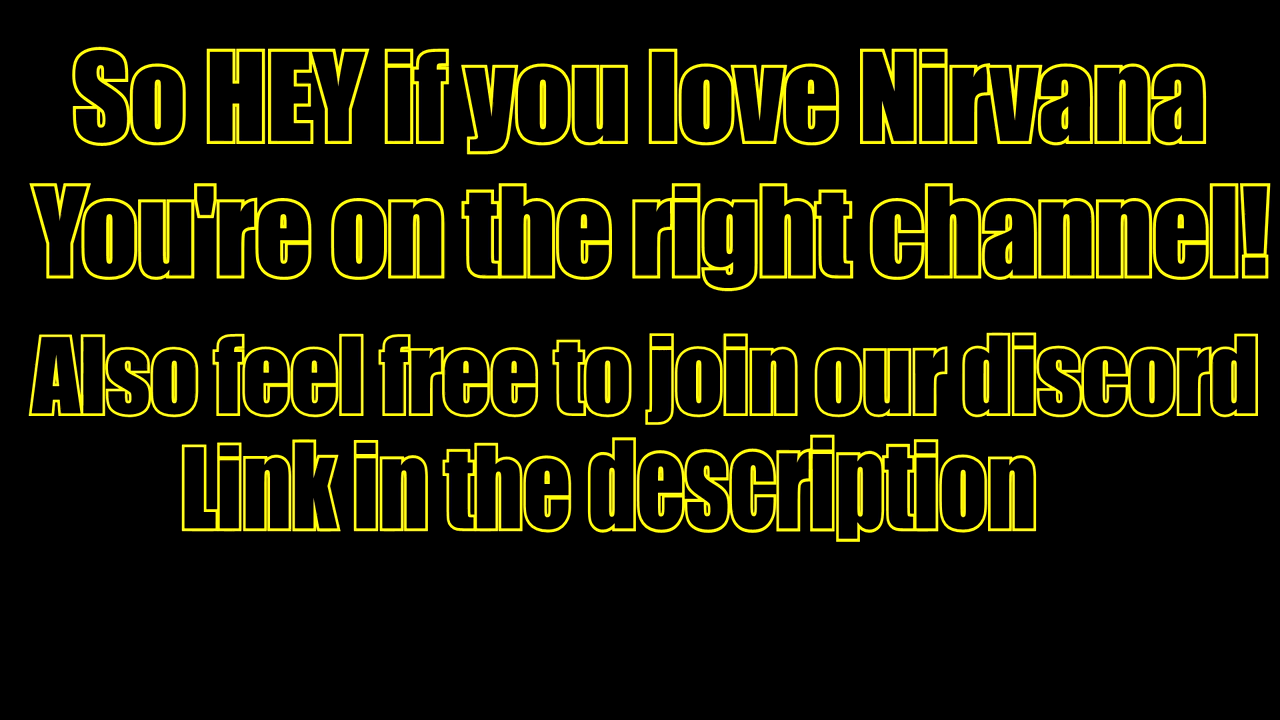 So HEY if you love Nirvana
You're on the right channel!
Also feel free to join our discord
Link in the description